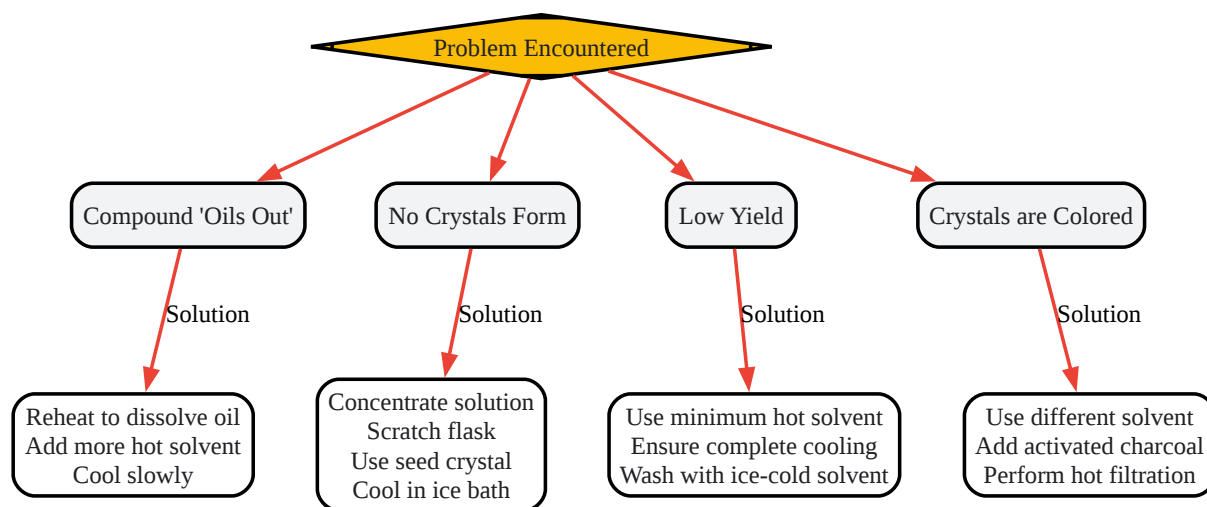 Problem Encountered
Compound 'Oils Out'
No Crystals Form
Low Yield
Crystals are Colored
Solution
Solution
Solution
Solution
Reheat to dissolve oil
Add more hot solvent
Cool slowly
Concentrate solution
Scratch flask
Use seed crystal
Cool in ice bath
Use minimum hot solvent
Ensure complete cooling
Wash with ice-cold solvent
Use different solvent
Add activated charcoal
Perform hot filtration